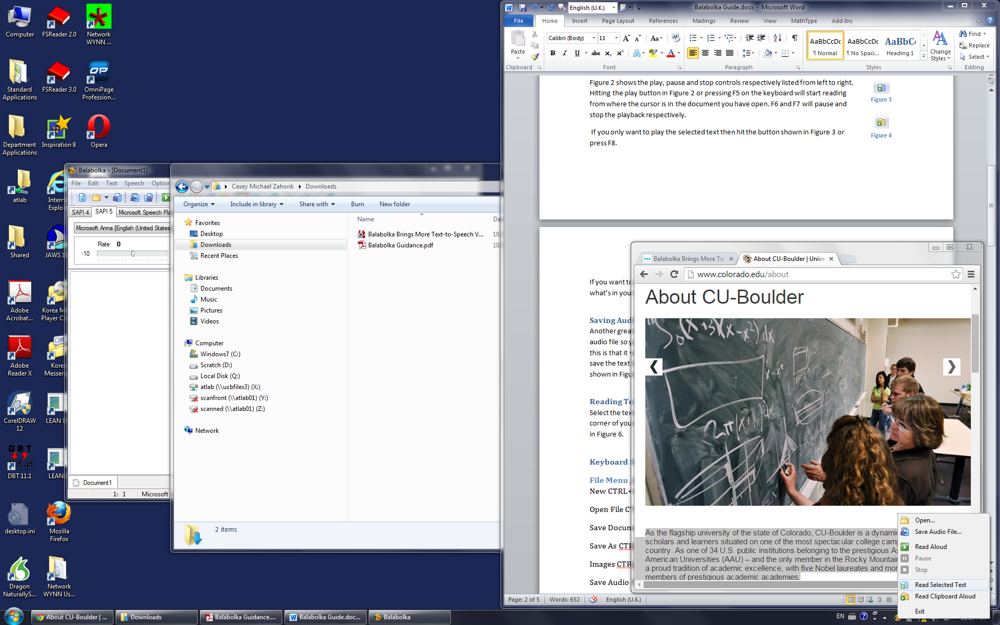 Computer
FSReader 2.0
Network
WYNN ...
Standard
Applications
FSReader 3.0
OmniPage
Profession...
Department
Applications
Inspiration 8
Opera
atlab
Intern
Explo
Shared
JAWS 1
Adobe
Acrobat...
Korea M
Player C
Adobe
Reader X
Kore
Messer
CorelDRAW
12
LEAN
DBT
DBT 11.1
LEAN
desktop.ini
Mozilla
Firefox
Dragon
NaturallyS...
Network
WYNN Us...
Balabolka - [Document1]
File Edit Text Speech Option
SAPI 4 SAPI 5 Microsoft Speech Pla
Microsoft Anna [English (United States
Rate: 0
-10
Document1
1: 1 Microsoft
Casey Michael Zahorik Downloads
Organize Include in library Share with Burn New folder
Favorites
Desktop
Downloads
Recent Places
Libraries
Documents
Music
Pictures
Videos
Computer
Windows7 (C:)
Scratch (D:)
Local Disk (Q:)
atlab (\\ucbfiles3) (X:)
scanfront (\\atlab01) (Y:)
scanned (\\atlab01) (Z:)
Network
Name Da
Balabolka Brings More Text-to-Speech V... 10,
Balabolka Guidance.pdf 10,
2 items
English (U.K.) Balabolka Guide.docx - Microsoft Word
File Home Insert Page Layout References Mailings Review View MathType Add-Ins
Paste
Clipboard
Calibri (Body) 11
Font
Paragraph
AaBbCcDc AaBbCcDc AaBbC
¶ Normal ¶ No Spaci... Heading 1
Change
Styles
Styles
Find
Replace
Select
Editing
Figure 2 shows the play, pause and stop controls respectively listed from left to right.
Hitting the play button in Figure 2 or pressing F5 on the keyboard will start reading
from where the cursor is in the document you have open. F6 and F7 will pause and
stop the playback respectively.
If you only want to play the selected text then hit the button shown in Figure 3 or
press F8.
Figure 3
Figure 4
If you want to
what's in you
Saving Aud
Another grea
audio file so y
this is that it
save the text
shown in Figu
Reading Te
Select the tex
corner of you
in Figure 6.
Keyboard S
File Menu
New CTRL+
Open File C
Save Docum
Save As CTR
Images CTR
Save Audio
Page: 2 of 5 Words: 652 English (U.K.)
Balabolka Brings More Te About CU-Boulder | Unive
www.colorado.edu/about
About CU-Boulder
As the flagship university of the state of Colorado, CU-Boulder is a dynamic
scholars and learners situated on one of the most spectacular college camp
country. As one of 34 U.S. public institutions belonging to the prestigious As
American Universities (AAU) – and the only member in the Rocky Mountain
a proud tradition of academic excellence, with five Nobel laureates and mor
members of prestigious academic academies.
Open...
Save Audio File...
Read Aloud
Pause
Stop
Read Selected Text
Read Clipboard Aloud
Exit
About CU-Boulder | ... Downloads Balabolka Guidance.... Balabolka Guide.doc... Balabolka
EN